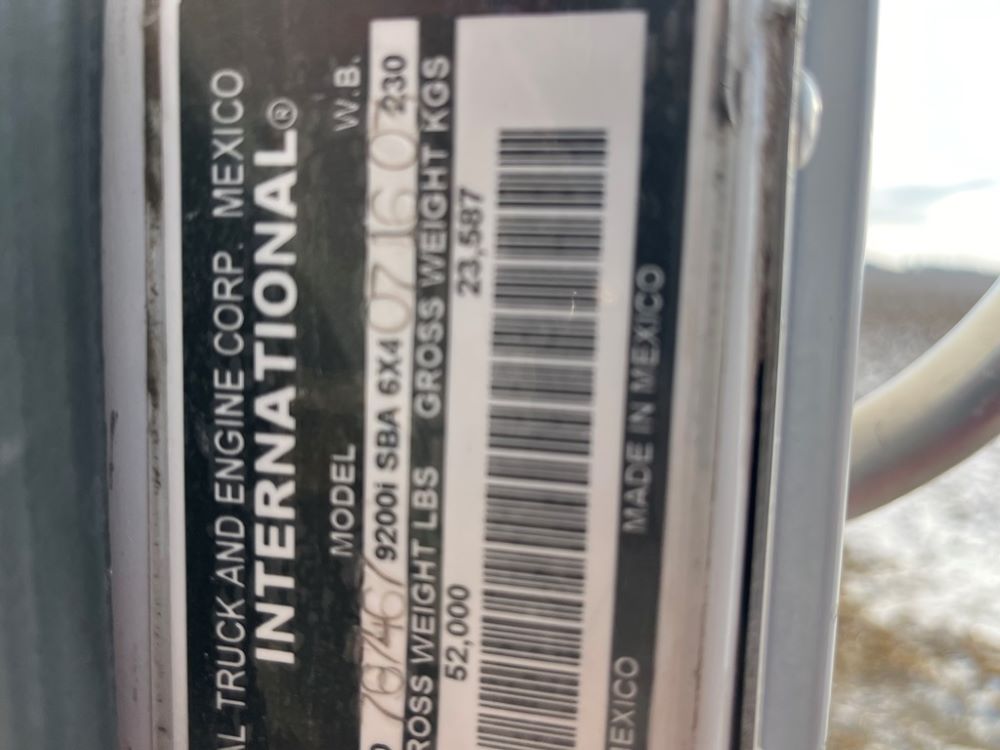 AL TRUCK AND ENGINE CORP. MEXICO
INTERNATIONAL®
MODEL W.B.
9200i SBA 6X4 230
ROSS WEIGHT LBS GROSS WEIGHT KGS
52,000 23,587
EXICO MADE IN MEXICO